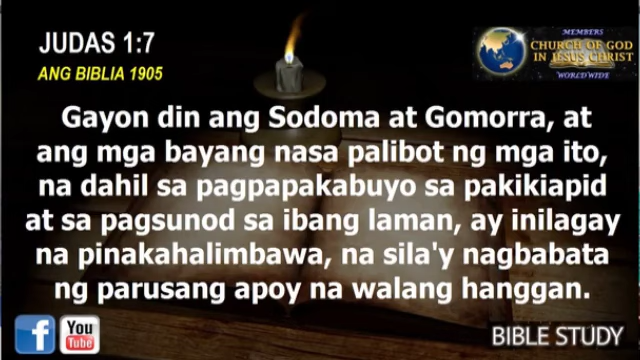 JUDAS 1:7
ANG BIBLIA 1905
MEMBERS
CHURCH OF GOD
IN JESUS CHRIST
WORLDWIDE
Gayon din ang Sodoma at Gomorra, at
ang mga bayang nasa palibot ng mga ito,
na dahil sa pagpapakabuyo sa pakikiapid
at sa pagsunod sa ibang laman, ay inilagay
na pinakahalimbawa, na sila'y nagbabata
ng parusang apoy na walang hanggan.
f
You
Tube
BIBLE STUDY